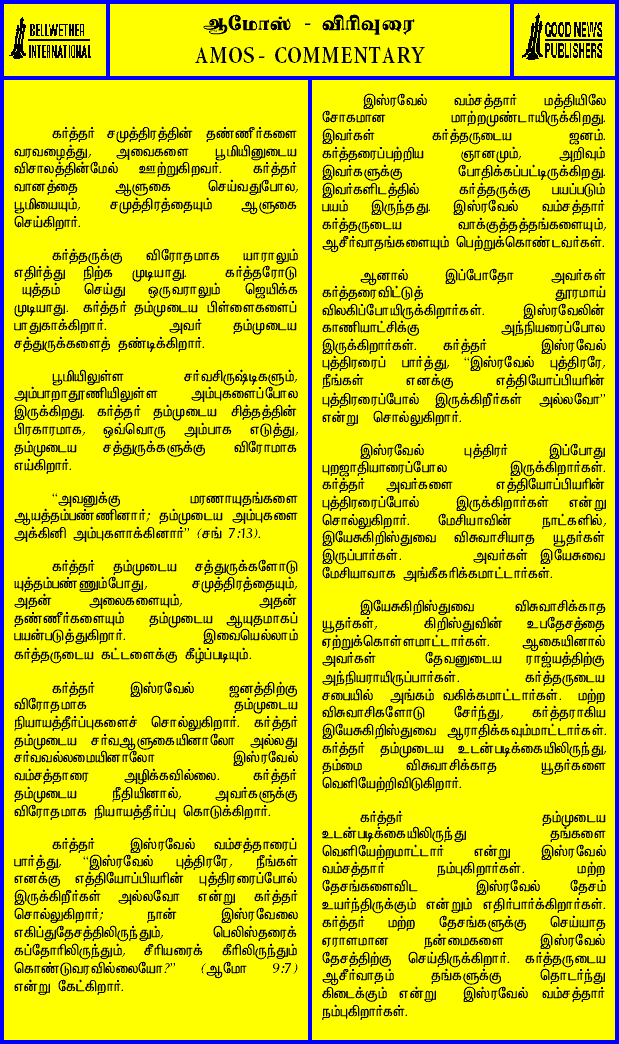 BELLWETHER
INTERNATIONAL
ஆமோஸ் - விரிவுரை
AMOS - COMMENTARY
GOOD NEWS
PUBLISHERS
கர்த்தர் சமுத்திரத்தின் தண்ணீர்களை
வரவழைத்து, அவைகளை பூமியினுடைய
விசாலத்தின்மேல் ஊற்றுகிறவர். கர்த்தர்
வானத்தை ஆளுகை செய்வதுபோல,
பூமியையும், சமுத்திரத்தையும் ஆளுகை
செய்கிறார்.
கர்த்தருக்கு விரோதமாக யாராலும்
எதிர்த்து நிற்க முடியாது. கர்த்தரோடு
யுத்தம் செய்து ஒருவராலும் ஜெயிக்க
முடியாது. கர்த்தர் தம்முடைய பிள்ளைகளைப்
பாதுகாக்கிறார். அவர் தம்முடைய
சத்துருக்களைத் தண்டிக்கிறார்.
பூமியிலுள்ள சர்வசிருஷ்டிகளும்,
அம்பாறாதூணியிலுள்ள அம்புகளைப்போல
இருக்கிறது. கர்த்தர் தம்முடைய சித்தத்தின்
பிரகாரமாக, ஒவ்வொரு அம்பாக எடுத்து,
தம்முடைய சத்துருக்களுக்கு விரோமாக
எய்கிறார்.
“அவனுக்கு மரணாயுதங்களை
ஆயத்தம்பண்ணினார்; தம்முடைய அம்புகளை
அக்கினி அம்புகளாக்கினார்” (சங் 7:13).
கர்த்தர் தம்முடைய சத்துருக்களோடு
யுத்தம்பண்ணும்போது, சமுத்திரத்தையும்,
அதன் அலைகளையும், அதன்
தண்ணீர்களையும் தம்முடைய ஆயுதமாகப்
பயன்படுத்துகிறார். இவையெல்லாம்
கர்த்தருடைய கட்டளைக்கு கீழ்ப்படியும்.
கர்த்தர் இஸ்ரவேல் ஜனத்திற்கு
விரோதமாக தம்முடைய
நியாயத்தீர்ப்புகளைச் சொல்லுகிறார். கர்த்தர்
தம்முடைய சர்வஆளுகையினாலோ அல்லது
சர்வவல்லமையினாலோ இஸ்ரவேல்
வம்சத்தாரை அழிக்கவில்லை. கர்த்தர்
தம்முடைய நீதியினால், அவர்களுக்கு
விரோதமாக நியாயத்தீர்ப்பு கொடுக்கிறார்.
கர்த்தர் இஸ்ரவேல் வம்சத்தாரைப்
பார்த்து, “இஸ்ரவேல் புத்திரரே, நீங்கள்
எனக்கு எத்தியோப்பியரின் புத்திரரைப்போல்
இருக்கிறீர்கள் அல்லவோ என்று கர்த்தர்
சொல்லுகிறார்; நான் இஸ்ரவேலை
எகிப்துதேசத்திலிருந்தும், பெலிஸ்தரைக்
கப்தோரிலிருந்தும், சீரியரைக் கீரிலிருந்தும்
கொண்டுவரவில்லையோ?” (ஆமோ 9:7)
என்று கேட்கிறார்.
இஸ்ரவேல் வம்சத்தார் மத்தியிலே
சோகமான மாற்றமுண்டாயிருக்கிறது.
இவர்கள் கர்த்தருடைய ஜனம்.
கர்த்தரைப்பற்றிய ஞானமும், அறிவும்
இவர்களுக்கு போதிக்கப்பட்டிருக்கிறது.
இவர்களிடத்தில் கர்த்தருக்கு பயப்படும்
பயம் இருந்தது. இஸ்ரவேல் வம்சத்தார்
கர்த்தருடைய வாக்குத்தத்தங்களையும்,
ஆசீர்வாதங்களையும் பெற்றுக்கொண்டவர்கள்.
ஆனால் இப்போதோ அவர்கள்
கர்த்தரைவிட்டுத் தூரமாய்
விலகிப்போயிருக்கிறார்கள். இஸ்ரவேலின்
காணியாட்சிக்கு அந்நியரைப்போல
இருக்கிறார்கள். கர்த்தர் இஸ்ரவேல்
புத்திரரைப் பார்த்து, “இஸ்ரவேல் புத்திரரே,
நீங்கள் எனக்கு எத்தியோப்பியரின்
புத்திரரைப்போல் இருக்கிறீர்கள் அல்லவோ”
என்று சொல்லுகிறார்.
இஸ்ரவேல் புத்திரர் இப்போது
புறஜாதியாரைப்போல இருக்கிறார்கள்.
கர்த்தர் அவர்களை எத்தியோப்பியரின்
புத்திரரைப்போல் இருக்கிறார்கள் என்று
சொல்லுகிறார். மேசியாவின் நாட்களில்,
இயேசுகிறிஸ்துவை விசுவாசியாத யூதர்கள்
இருப்பார்கள். அவர்கள் இயேசுவை
மேசியாவாக அங்கீகரிக்கமாட்டார்கள்.
இயேசுகிறிஸ்துவை விசுவாசிக்காத
யூதர்கள், கிறிஸ்துவின் உபதேசத்தை
ஏற்றுக்கொள்ளமாட்டார்கள். ஆகையினால்
அவர்கள் தேவனுடைய ராஜ்யத்திற்கு
அந்நியராயிருப்பார்கள். கர்த்தருடைய
சபையில் அங்கம் வகிக்கமாட்டார்கள். மற்ற
விசுவாசிகளோடு சேர்ந்து, கர்த்தராகிய
இயேசுகிறிஸ்துவை ஆராதிக்கவும்மாட்டார்கள்.
கர்த்தர் தம்முடைய உடன்படிக்கையிலிருந்து,
தம்மை விசுவாசிக்காத யூதர்களை
வெளியேற்றிவிடுகிறார்.
கர்த்தர் தம்முடைய
உடன்படிக்கையிலிருந்து தங்களை
வெளியேற்றமாட்டார் என்று இஸ்ரவேல்
வம்சத்தார் நம்புகிறார்கள். மற்ற
தேசங்களைவிட இஸ்ரவேல் தேசம்
உயர்ந்திருக்கும் என்றும் எதிர்பார்க்கிறார்கள்.
கர்த்தர் மற்ற தேசங்களுக்கு செய்யாத
ஏராளமான நன்மைகளை இஸ்ரவேல்
தேசத்திற்கு செய்திருக்கிறார். கர்த்தருடைய
ஆசீர்வாதம் தங்களுக்கு தொடர்ந்து
கிடைக்கும் என்று இஸ்ரவேல் வம்சத்தார்
நம்புகிறார்கள்.